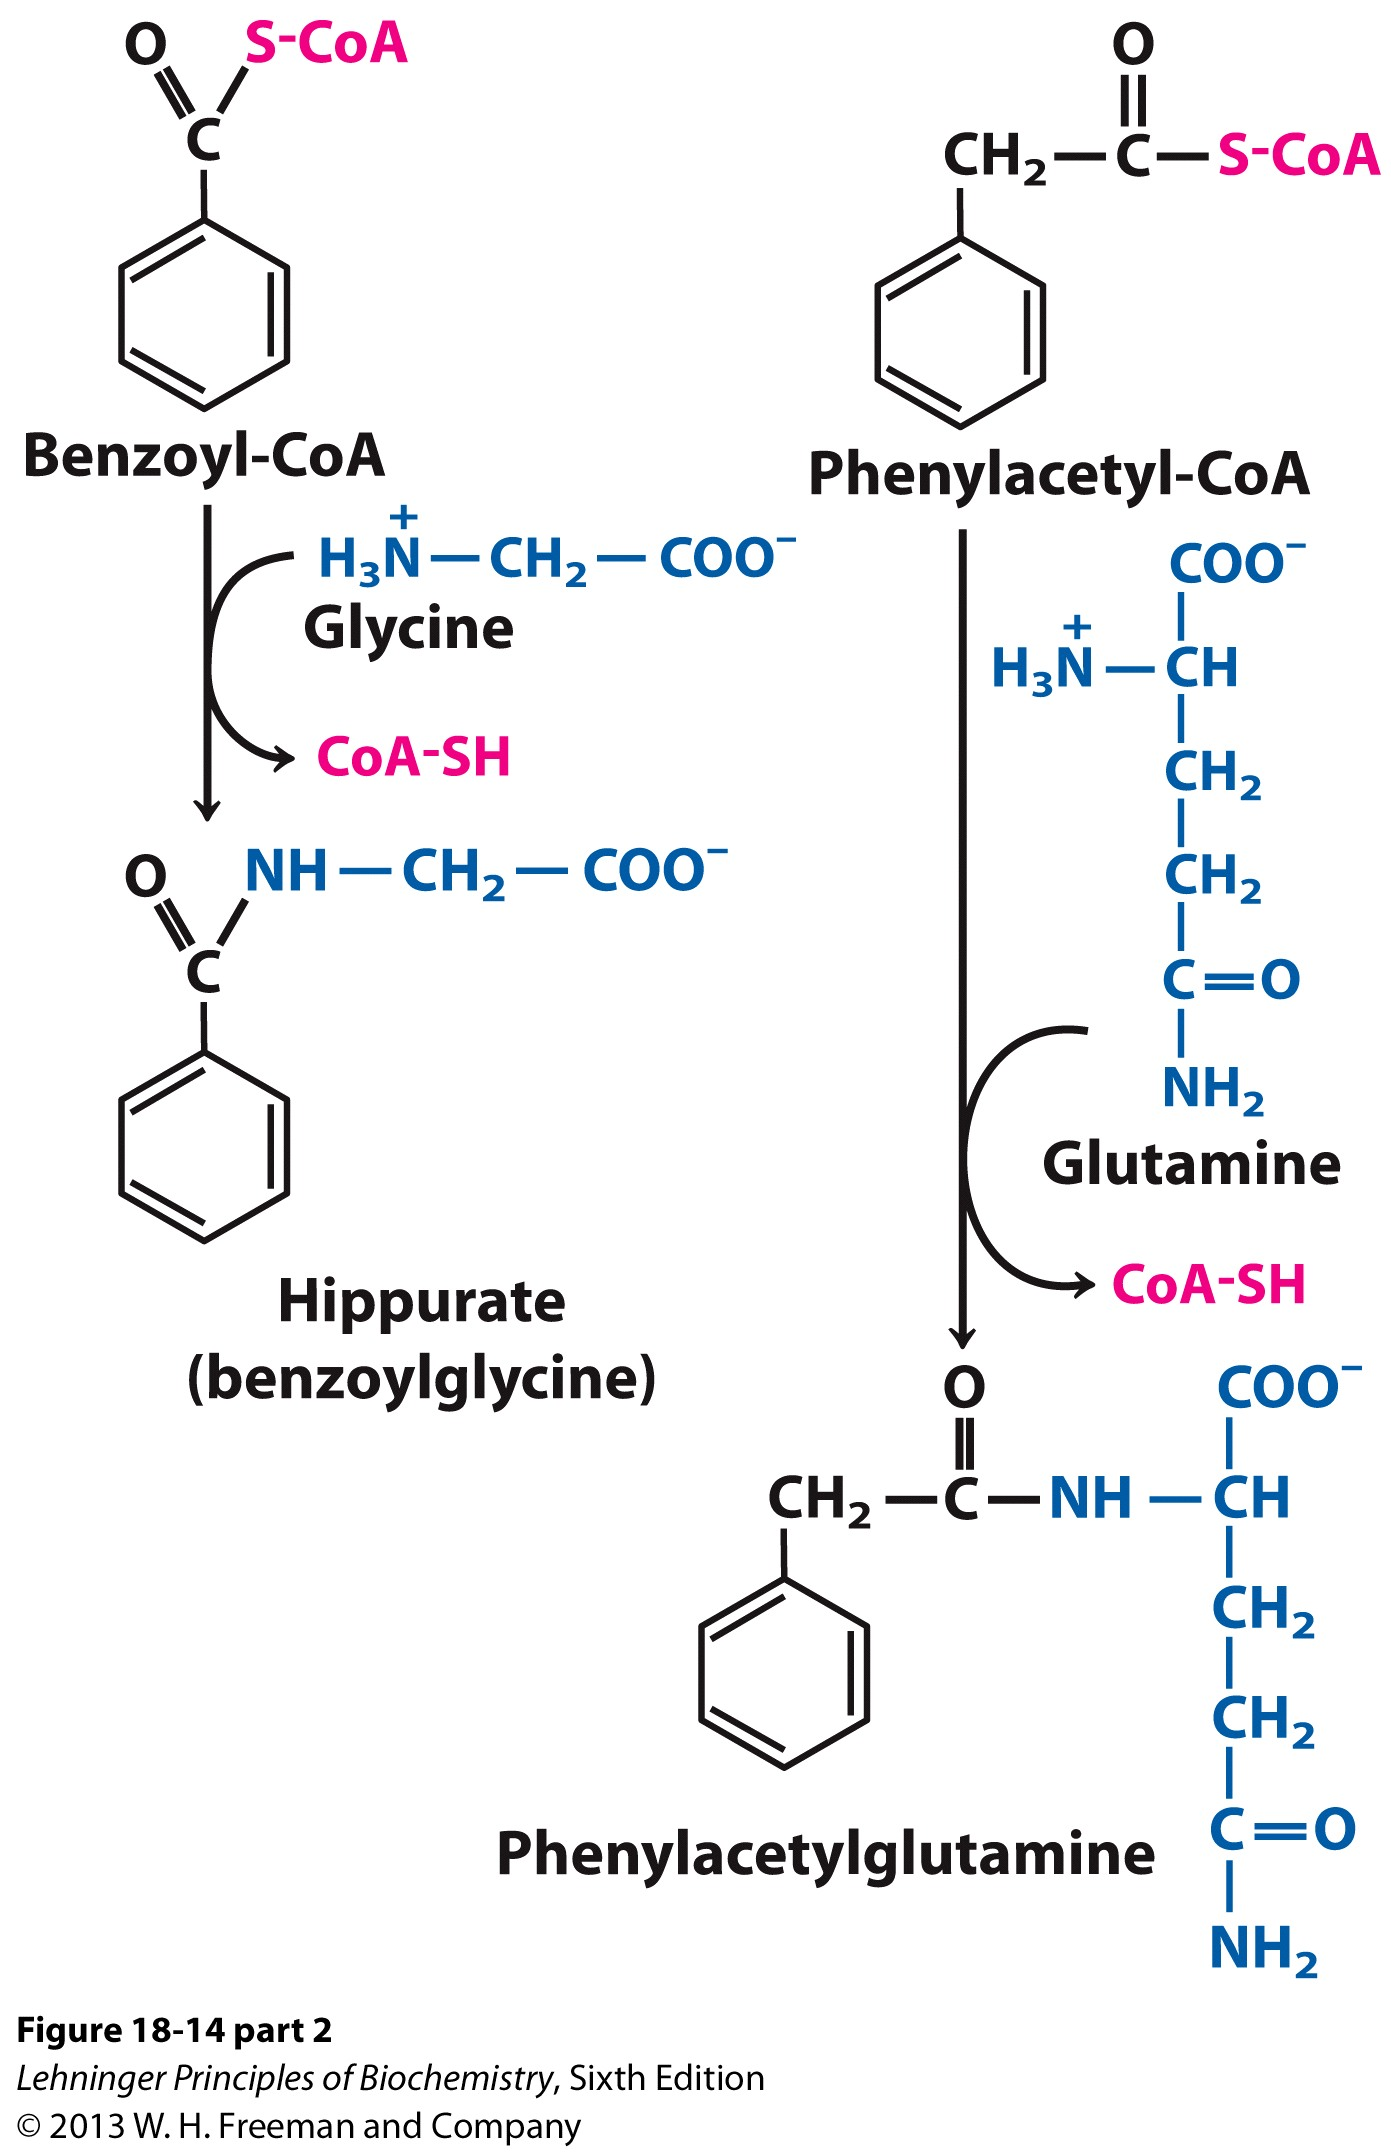 O S-CoA
C
Benzoyl-CoA
H₃N⁺—CH₂—COO⁻
Glycine
CoA-SH
O NH—CH₂—COO⁻
C
Hippurate
(benzoylglycine)
O
CH₂—C—S-CoA
Phenylacetyl-CoA
COO⁻
H₃N⁺—CH
CH₂
CH₂
C=O
NH₂
Glutamine
CoA-SH
O COO⁻
CH₂—C—NH—CH
CH₂
CH₂
C=O
NH₂
Phenylacetylglutamine
Figure 18-14 part 2
Lehninger Principles of Biochemistry, Sixth Edition
© 2013 W. H. Freeman and Company